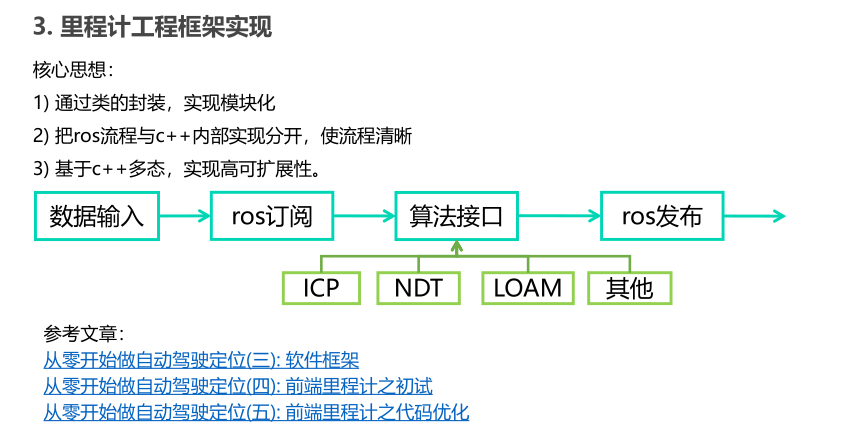 3. 里程计工程框架实现
核心思想：
1) 通过类的封装，实现模块化
2) 把ros流程与c++内部实现分开，使流程清晰
3) 基于c++多态，实现高可扩展性。
数据输入 ros订阅 算法接口 ros发布
ICP NDT LOAM 其他
参考文章：
从零开始做自动驾驶定位(三): 软件框架
从零开始做自动驾驶定位(四): 前端里程计之初试
从零开始做自动驾驶定位(五): 前端里程计之代码优化